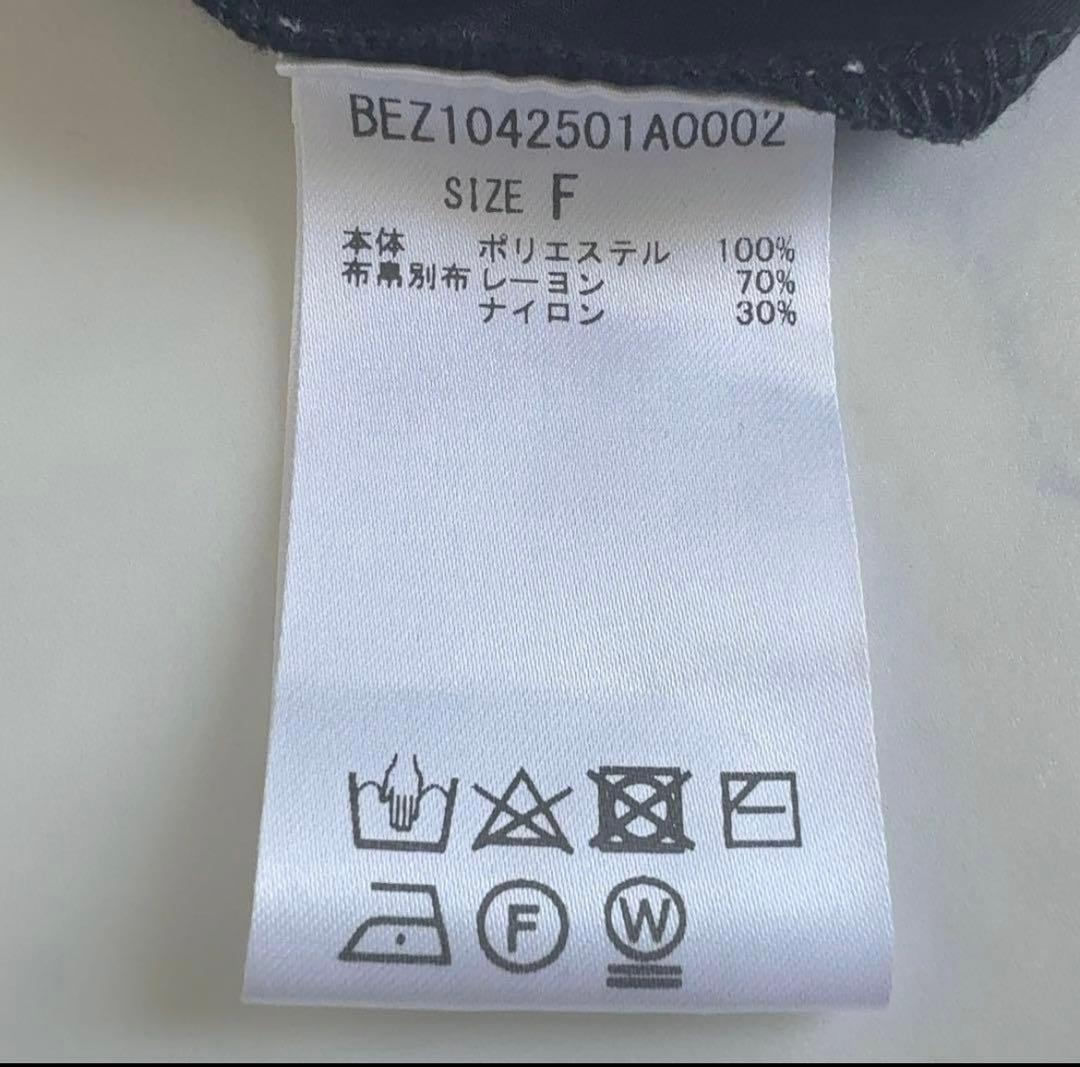 BEZ1042501A0002
SIZE F
本体 ポリエステル 100%
布帛別布 レーヨン 70%
ナイロン 30%
F W